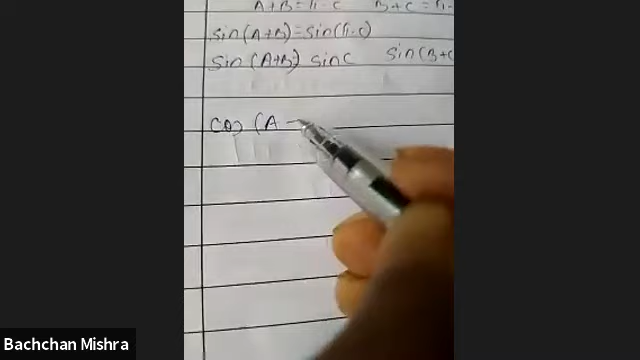 A+B = π-C B+C = π-
sin(A+B) = sin(π-C)
sin(A+B) sinC sin(B+C
cos (A -
Bachchan Mishra